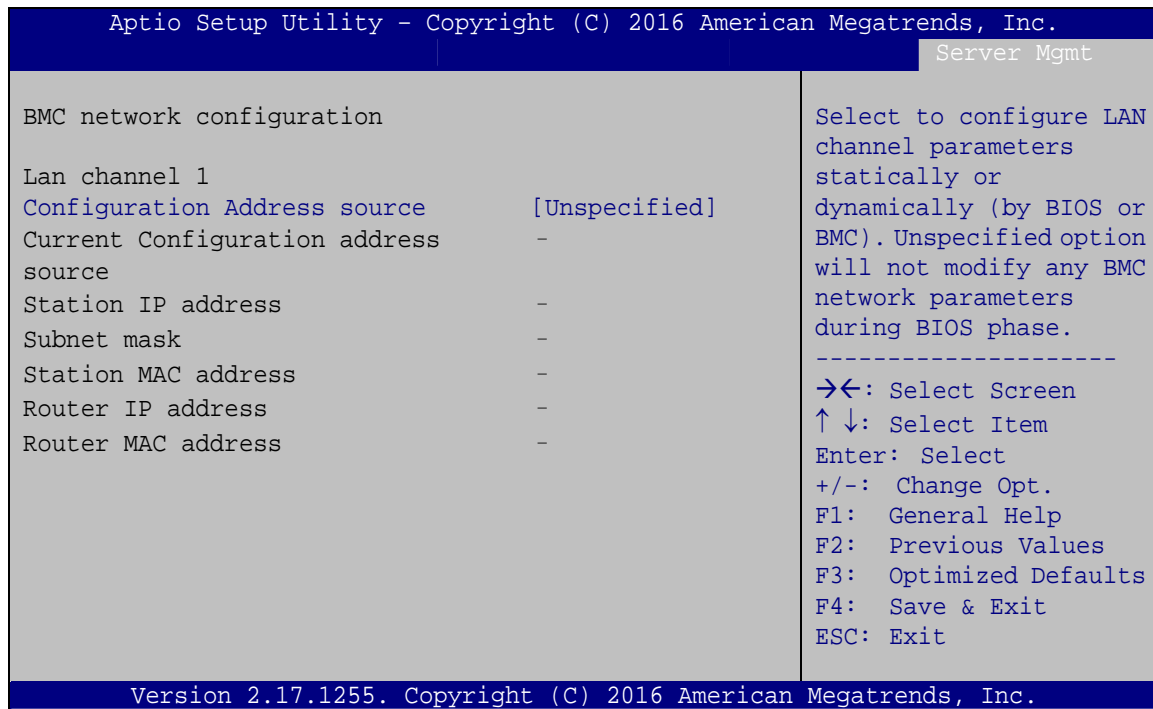 Aptio Setup Utility – Copyright (C) 2016 American Megatrends, Inc.
Server Mgmt
BMC network configuration
Lan channel 1
Configuration Address source [Unspecified]
Current Configuration address -
source
Station IP address -
Subnet mask -
Station MAC address -
Router IP address -
Router MAC address -
Select to configure LAN
channel parameters
statically or
dynamically (by BIOS or
BMC). Unspecified option
will not modify any BMC
network parameters
during BIOS phase.
---------------------
→←: Select Screen
↑ ↓: Select Item
Enter: Select
+/-: Change Opt.
F1: General Help
F2: Previous Values
F3: Optimized Defaults
F4: Save & Exit
ESC: Exit
Version 2.17.1255. Copyright (C) 2016 American Megatrends, Inc.